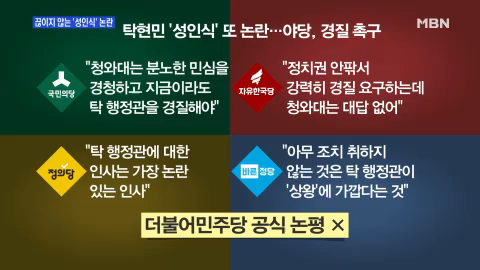 끊이지 않는 '성인식' 논란
MBN
탁현민 '성인식' 또 논란…야당, 경질 촉구
국민의당
"청와대는 분노한 민심을
경청하고 지금이라도
탁 행정관을 경질해야"
자유한국당
"정치권 안팎서
강력히 경질 요구하는데
청와대는 대답 없어"
정의당
"탁 행정관에 대한
인사는 가장 논란
있는 인사"
바른정당
"아무 조치 취하지
않는 것은 탁 행정관이
'상왕'에 가깝다는 것"
더불어민주당 공식 논평 ×